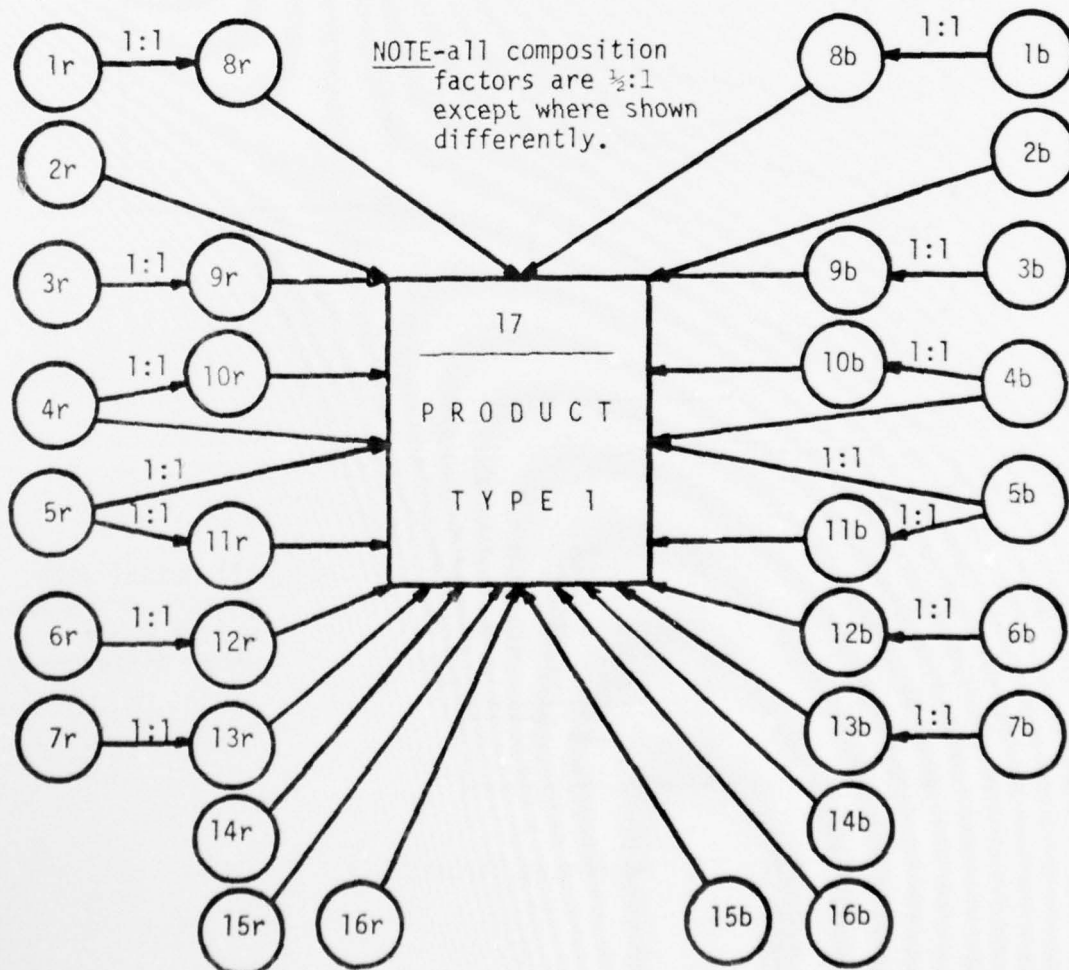 1r 1:1 8r
NOTE-all composition
factors are ½:1
except where shown
differently.
8b 1:1 1b
2r
2b
3r 1:1 9r
9b 1:1 3b
17
4r 1:1 10r
10b 1:1 4b
PRODUCT
TYPE 1
5r 1:1
1:1 11r
1:1 5b
11b 1:1
6r 1:1 12r
12b 1:1 6b
7r 1:1 13r
13b 1:1 7b
14r
14b
15r 16r 15b 16b